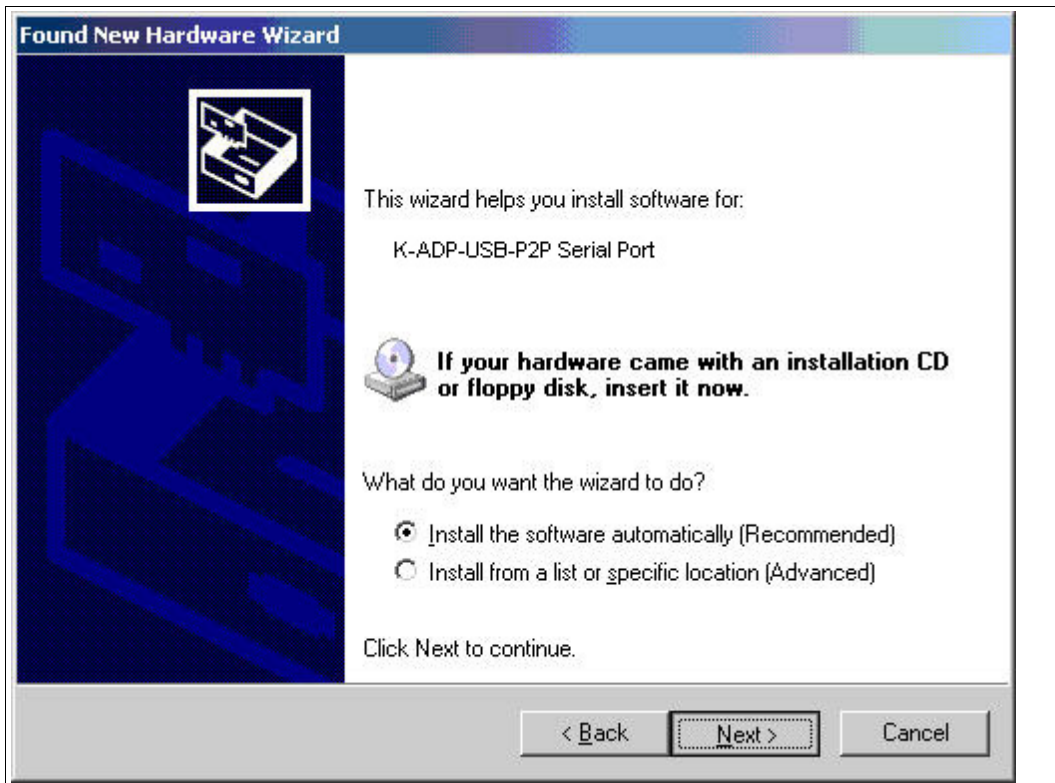 Found New Hardware Wizard
This wizard helps you install software for:
K-ADP-USB-P2P Serial Port
If your hardware came with an installation CD
or floppy disk, insert it now.
What do you want the wizard to do?
Install the software automatically (Recommended)
Install from a list or specific location (Advanced)
Click Next to continue.
< Back Next > Cancel